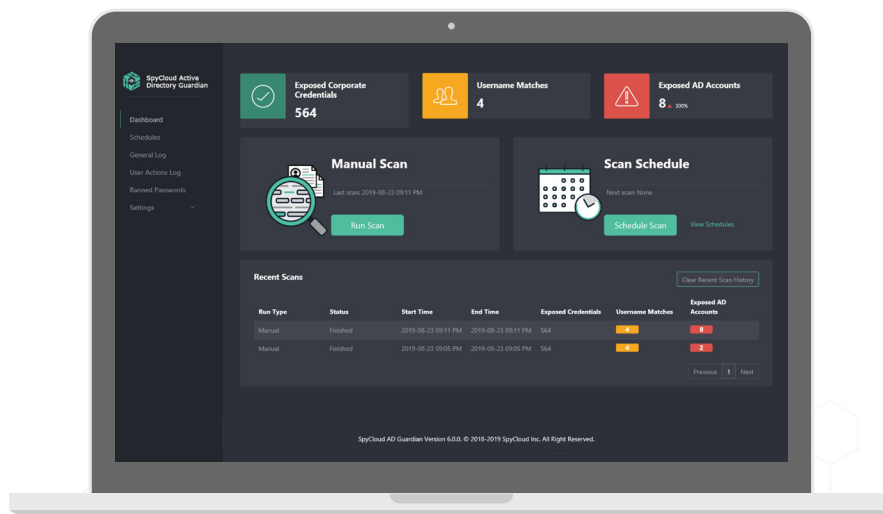 SpyCloud Active
Directory Guardian
Dashboard
Schedules
General Log
User Actions Log
Banned Passwords
Settings
Exposed Corporate
Credentials
564
Username Matches
4
Exposed AD Accounts
8 300%
Manual Scan
Last scan: 2019-08-23 09:11 PM
Run Scan
Scan Schedule
Next scan: None
Schedule Scan View Schedules
Recent Scans
Clear Recent Scan History
Run Type Status Start Time End Time Exposed Credentials Username Matches Exposed AD
Accounts
Manual Finished 2019-08-23 09:11 PM 2019-08-23 09:11 PM 564 4 8
Manual Finished 2019-08-23 09:05 PM 2019-08-23 09:05 PM 564 4 2
Previous 1 Next
SpyCloud AD Guardian Version 6.0.0. © 2018-2019 SpyCloud Inc. All Right Reserved.